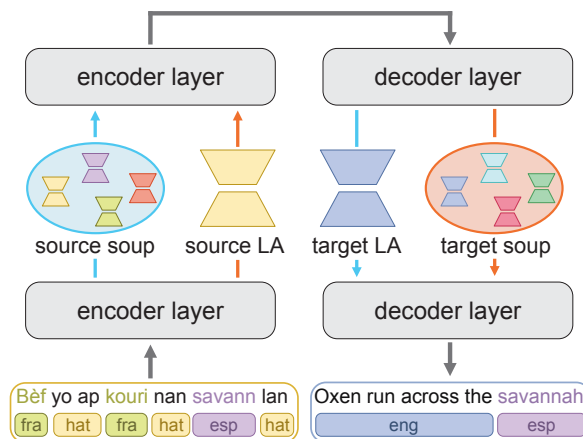 encoder layer
decoder layer
source soup
source LA
target LA
target soup
encoder layer
decoder layer
Bèf yo ap kouri nan savann lan
fra hat fra hat esp hat
Oxen run across the savannah
eng esp